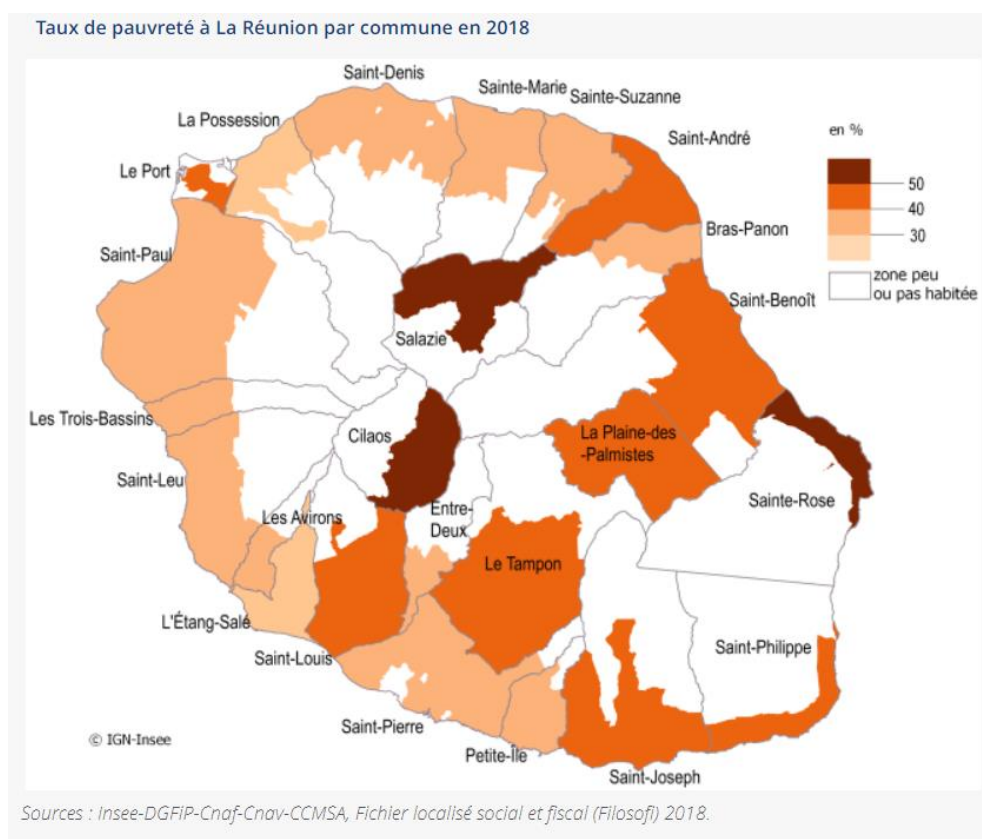 Taux de pauvreté à La Réunion par commune en 2018
Saint-Denis
Sainte-Marie
Sainte-Suzanne
La Possession
Saint-André
en %
Le Port
50
40
30
Bras-Panon
Saint-Paul
zone peu
ou pas habitée
Saint-Benoît
Salazie
Les Trois-Bassins
Cilaos
La Plaine-des
-Palmistes
Saint-Leu
Sainte-Rose
Les Avirons
Entre-
Deux
Le Tampon
L'Étang-Salé
Saint-Philippe
Saint-Louis
Saint-Pierre
© IGN-Insee
Petite-Île
Saint-Joseph
Sources : Insee-DGFiP-Cnaf-Cnav-CCMSA, Fichier localisé social et fiscal (Filosofi) 2018.